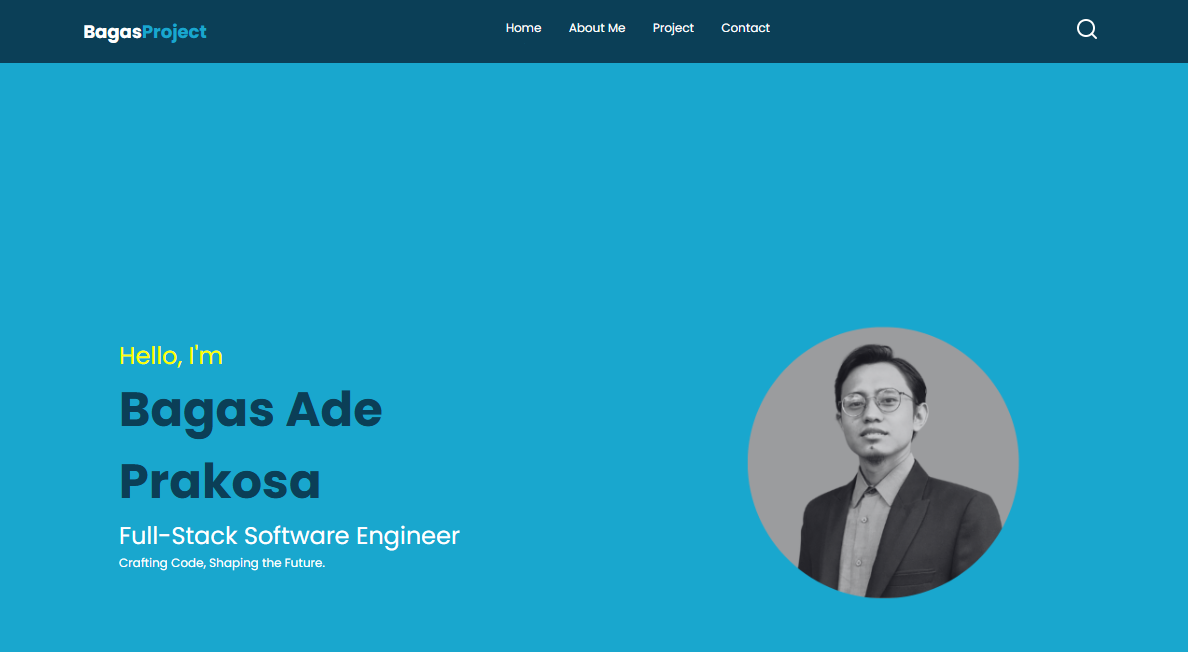 BagasProject
Home About Me Project Contact
Hello, I'm
Bagas Ade
Prakosa
Full-Stack Software Engineer
Crafting Code, Shaping the Future.